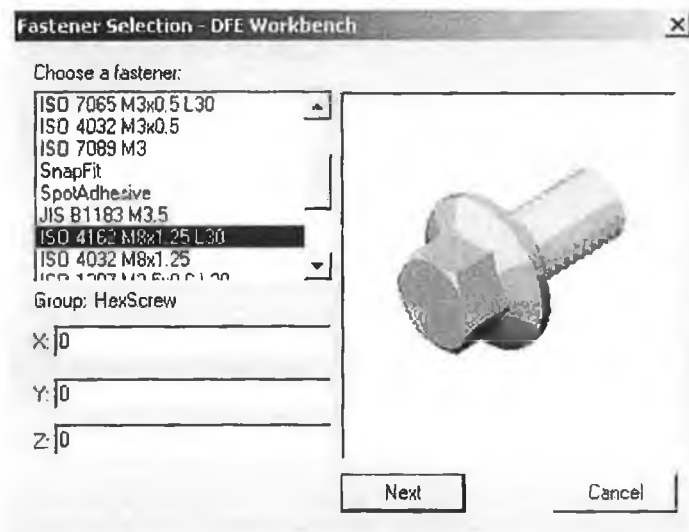 Fastener Selection - DFE Workbench
Choose a fastener:
ISO 7065 M3x0.5 L30
ISO 4032 M3x0.5
ISO 7089 M3
SnapFit
SpotAdhesive
JIS B1183 M3.5
ISO 4162 M8x1.25 L30
ISO 4032 M8x1.25
Group: HexScrew
X: 0
Y: 0
Z: 0
Next
Cancel